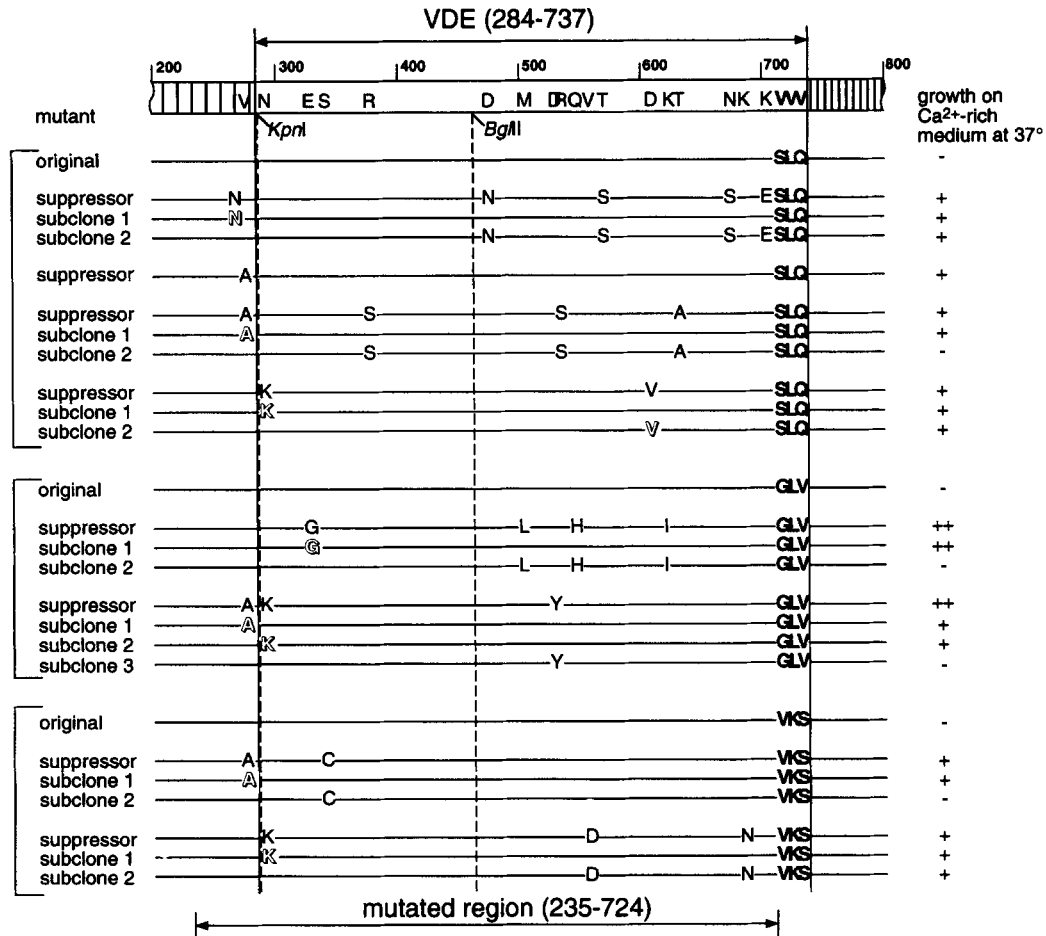 VDE (284-737)
200 300 400 500 600 700 800
I V N E S R D M D R Q V T D K T N K K V V V
mutant
KpnI BglII
growth on
Ca2+-rich
medium at 37°
original SLQ -
suppressor N N S S E SLQ +
subclone 1 N SLQ +
subclone 2 N S S E SLQ +
suppressor A SLQ +
suppressor A S S A SLQ +
subclone 1 A SLQ +
subclone 2 S S A SLQ -
suppressor K V SLQ +
subclone 1 K SLQ +
subclone 2 V SLQ +
original GLV -
suppressor G L H I GLV ++
subclone 1 G GLV ++
subclone 2 L H I GLV -
suppressor A K Y GLV ++
subclone 1 A GLV +
subclone 2 K GLV +
subclone 3 Y GLV -
original VKS -
suppressor A C VKS +
subclone 1 A VKS +
subclone 2 C VKS -
suppressor K D N VKS +
subclone 1 K VKS +
subclone 2 D N VKS +
mutated region (235-724)